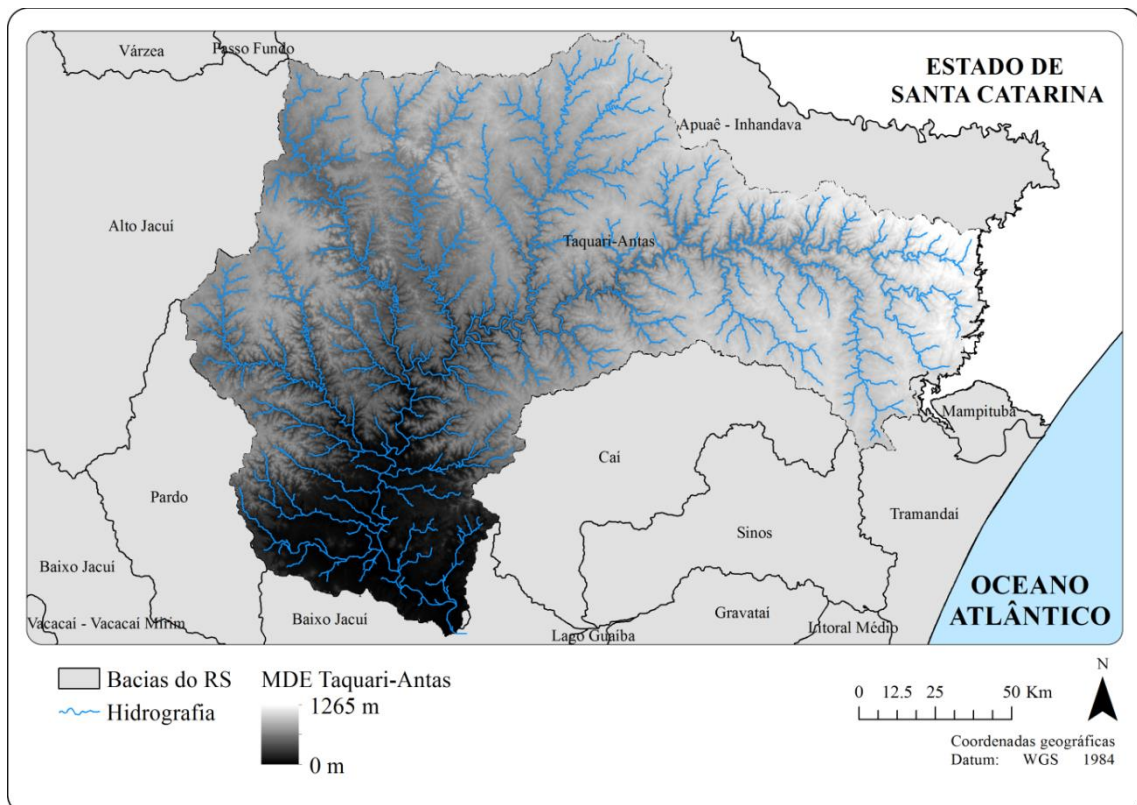 Várzea
Passo Fundo
ESTADO DE
SANTA CATARINA
Apuaê - Inhandava
Alto Jacuí
Taquari-Antas
Mampituba
Caí
Pardo
Tramandaí
Sinos
Baixo Jacuí
OCEANO
ATLÂNTICO
Gravataí
Baixo Jacuí
Vacacaí - Vacacaí Mirim
Litoral Médio
Lago Guaíba
Bacias do RS
Hidrografia
MDE Taquari-Antas
1265 m
0 m
0 12.5 25 50 Km
N
Coordenadas geográficas
Datum: WGS 1984